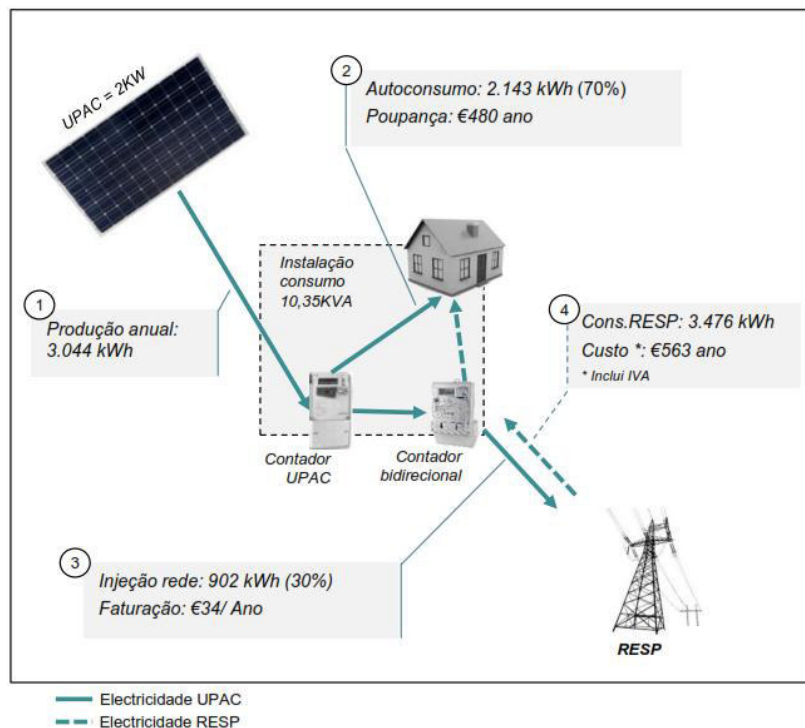 UPAC = 2KW
2
Autoconsumo: 2.143 kWh (70%)
Poupança: €480 ano
Instalação
consumo
10,35KVA
1
Produção anual:
3.044 kWh
4
Cons.RESP: 3.476 kWh
Custo *: €563 ano
* Inclui IVA
Contador
UPAC
Contador
bidirecional
3
Injeção rede: 902 kWh (30%)
Faturação: €34/ Ano
RESP
Electricidade UPAC
Electricidade RESP